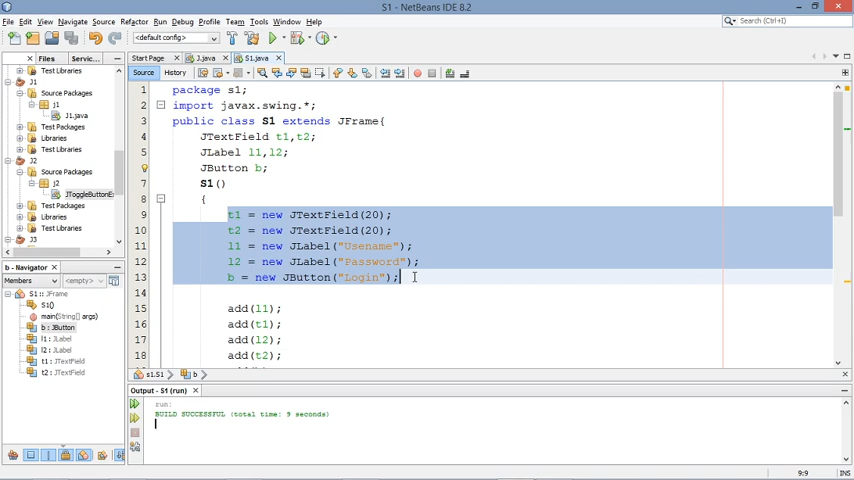 S1 - NetBeans IDE 8.2
File Edit View Navigate Source Refactor Run Debug Profile Team Tools Window Help
Search (Ctrl+I)
<default config>
Files Servic...
Start Page J.java S1.java
Source History
Test Libraries
J1
Source Packages
J1
J1.java
Test Packages
Libraries
Test Libraries
J2
Source Packages
J2
JToggleButtonEx
Test Packages
Libraries
Test Libraries
J3
1 package s1;
2 import javax.swing.*;
3 public class S1 extends JFrame{
4 JTextField t1,t2;
5 JLabel l1,l2;
JButton b;
7 S1()
8 {
9 t1 = new JTextField(20);
10 t2 = new JTextField(20);
11 l1 = new JLabel("Usename");
12 l2 = new JLabel("Password");
13 b = new JButton("Login");
14
15 add(l1);
16 add(t1);
17 add(l2);
18 add(t2);
b - Navigator
Members <empty>
S1 :: JFrame
S1()
main(String[] args)
b : JButton
l1 : JLabel
l2 : JLabel
t1 : JTextField
t2 : JTextField
s1.S1 b
Output - S1 (run)
run:
BUILD SUCCESSFUL (total time: 9 seconds)
9:9 INS